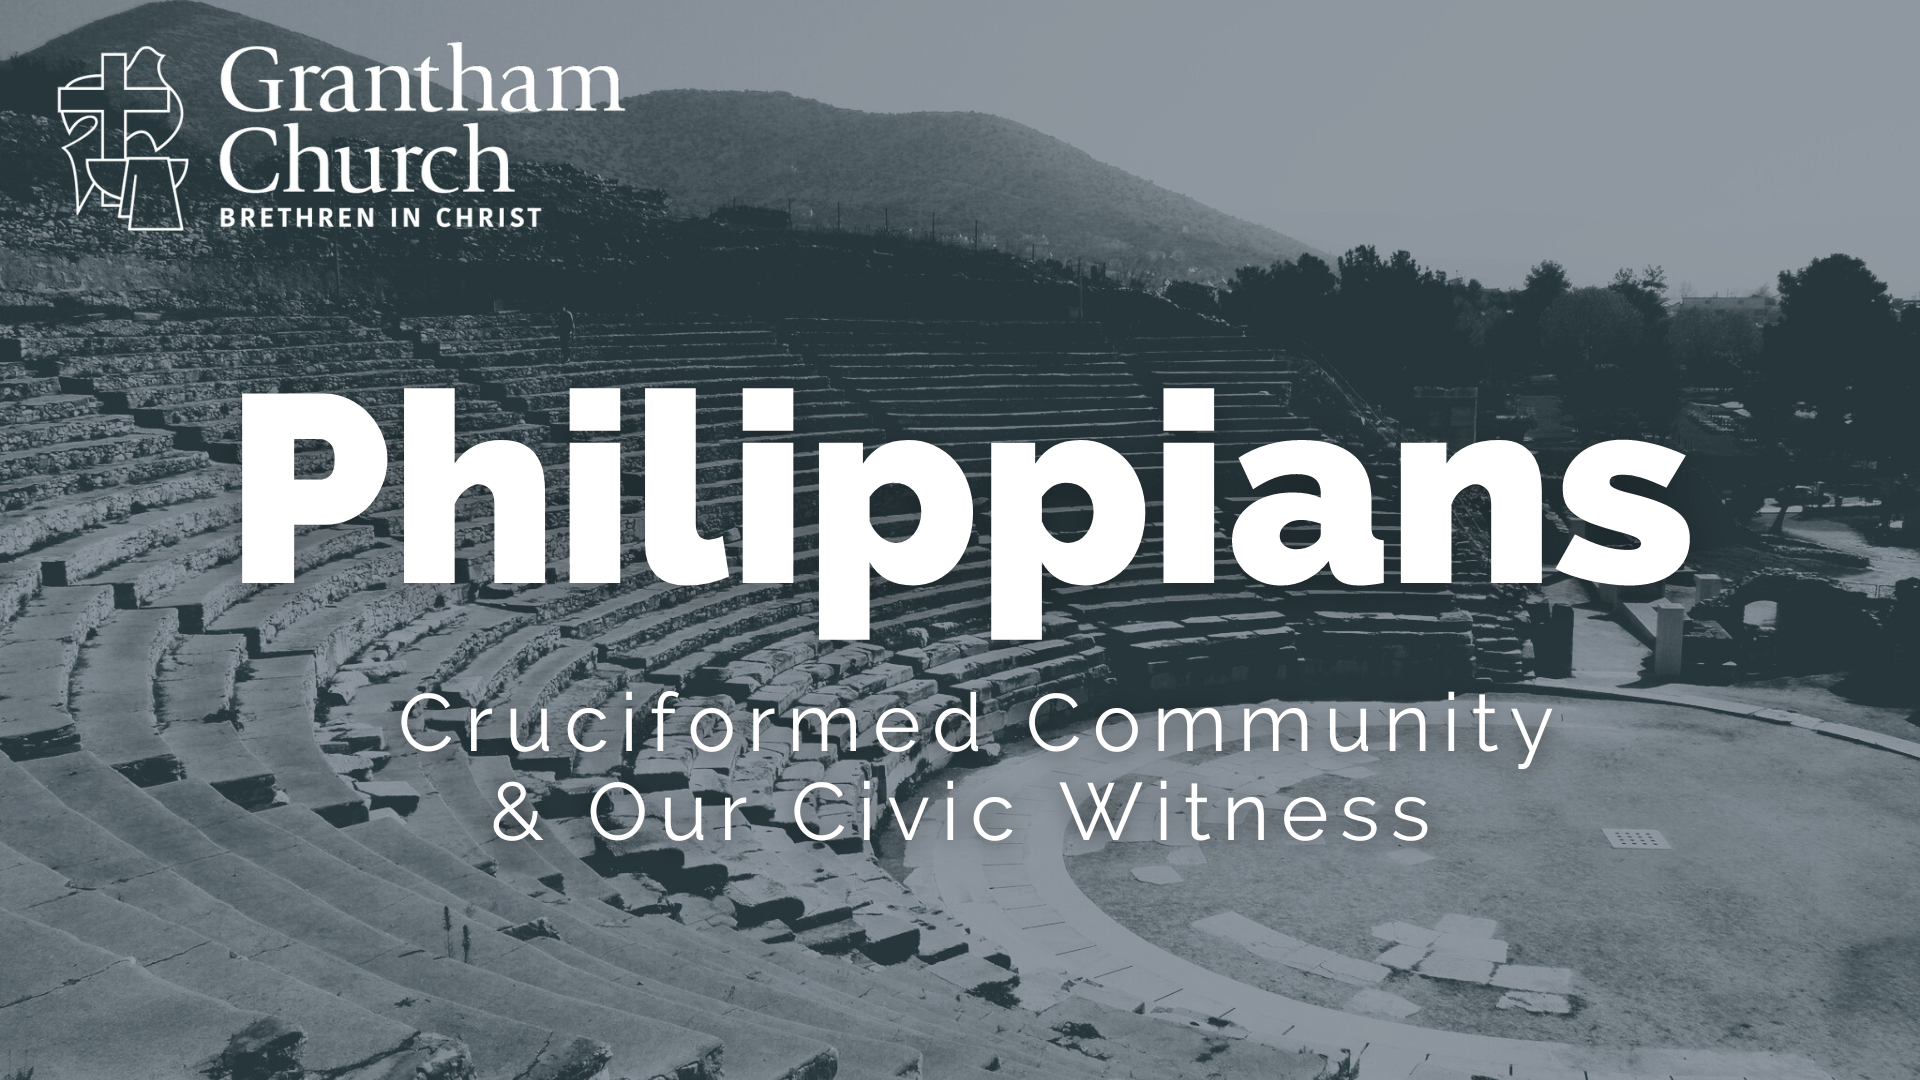 Grantham
Church
BRETHREN IN CHRIST
Philippians
Cruciformed Community
& Our Civic Witness